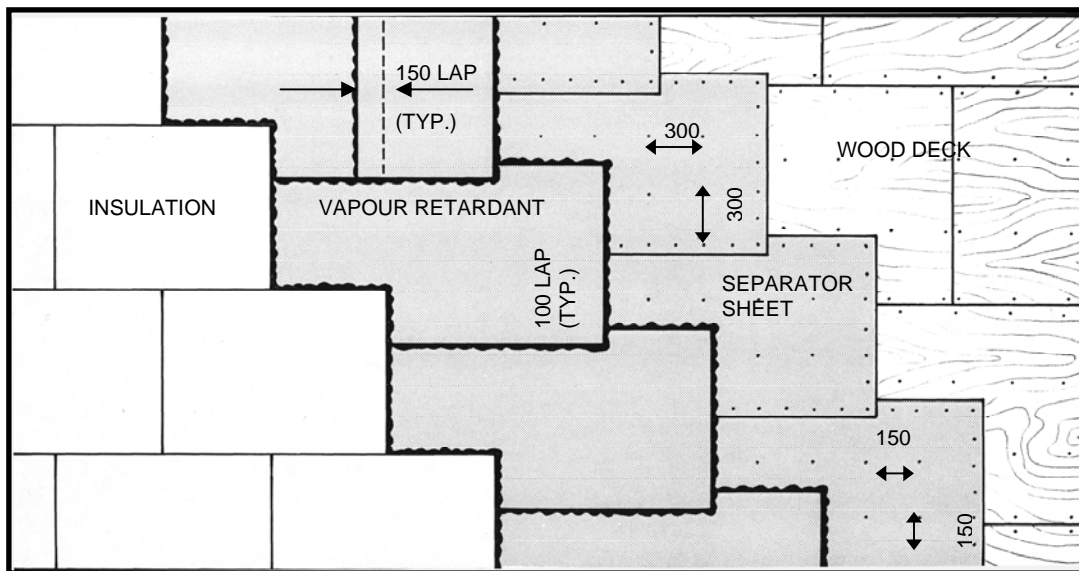 150 LAP
(TYP.)
300
WOOD DECK
INSULATION
VAPOUR RETARDANT
300
100 LAP
(TYP.)
SEPARATOR
SHEET
150
150